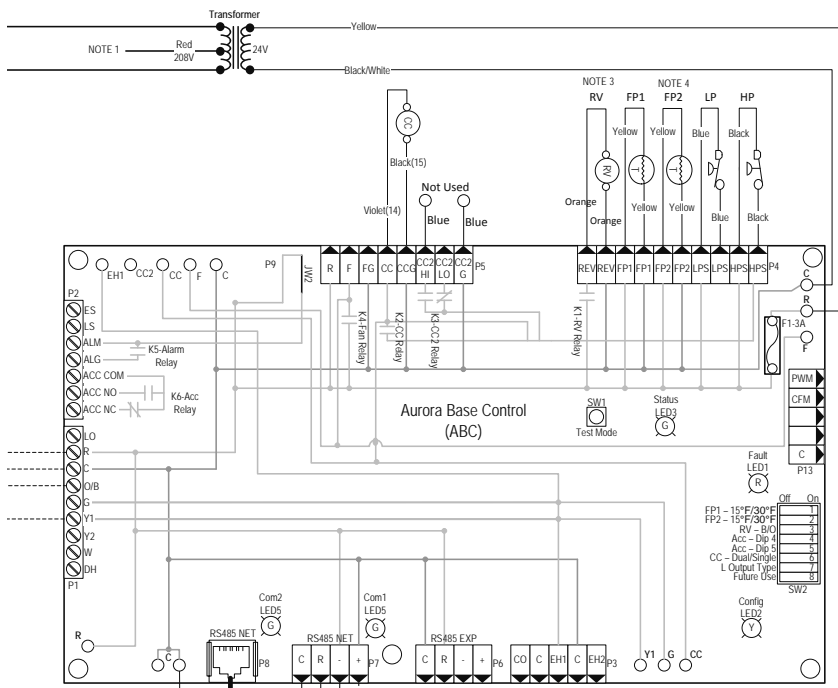 Transformer
Yellow
NOTE 1
Red
208V
24V
Black/White
NOTE 3
NOTE 4
RV
FP1
FP2
LP
HP
CC
Yellow
Yellow
Blue
Black
Black(15)
RV
T
T
Not Used
Violet(14)
Blue
Blue
Orange
Orange
Yellow
Yellow
Blue
Black
EH1
CC2
CC
F
C
P9
JW2
R
F
FG
CC
CCG
CC2 HI
CC2 LO
CC2 G
P5
REV
REV
FP1
FP1
FP2
FP2
LPS
LPS
HPS
HPS
P4
C
R
F1-3A
F
P2
ES
LS
ALM
ALG
ACC COM
ACC NO
ACC NC
K5-Alarm
Relay
K6-Acc
Relay
K4-Fan Relay
K2-CC Relay
K3-CC2 Relay
K1-RV Relay
PWM
CFM
C
P13
Aurora Base Control
(ABC)
SW1
Test Mode
Status
LED3
G
Fault
LED1
R
LO
R
C
O/B
G
Y1
Y2
W
DH
P1
Off
On
FP1 – 15°F/30°F
1
FP2 – 15°F/30°F
2
RV – B/O
3
Acc – Dip 4
4
Acc – Dip 5
5
CC – Dual/Single
6
L Output Type
7
Future Use
8
SW2
Config
LED2
Y
Com2
LED5
G
Com1
LED5
G
R
C
RS485 NET
P8
RS485 NET
C
R
-
+
P7
RS485 EXP
C
R
-
+
P6
CO
C
EH1
C
EH2
P3
Y1
G
CC